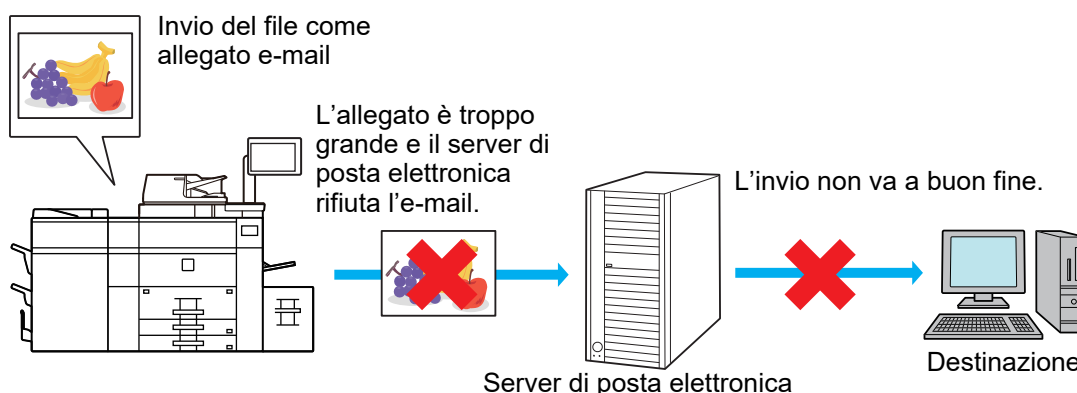 Invio del file come
allegato e-mail
L'allegato è troppo
grande e il server di
posta elettronica
rifiuta l'e-mail.
L'invio non va a buon fine.
Server di posta elettronica
Destinazione